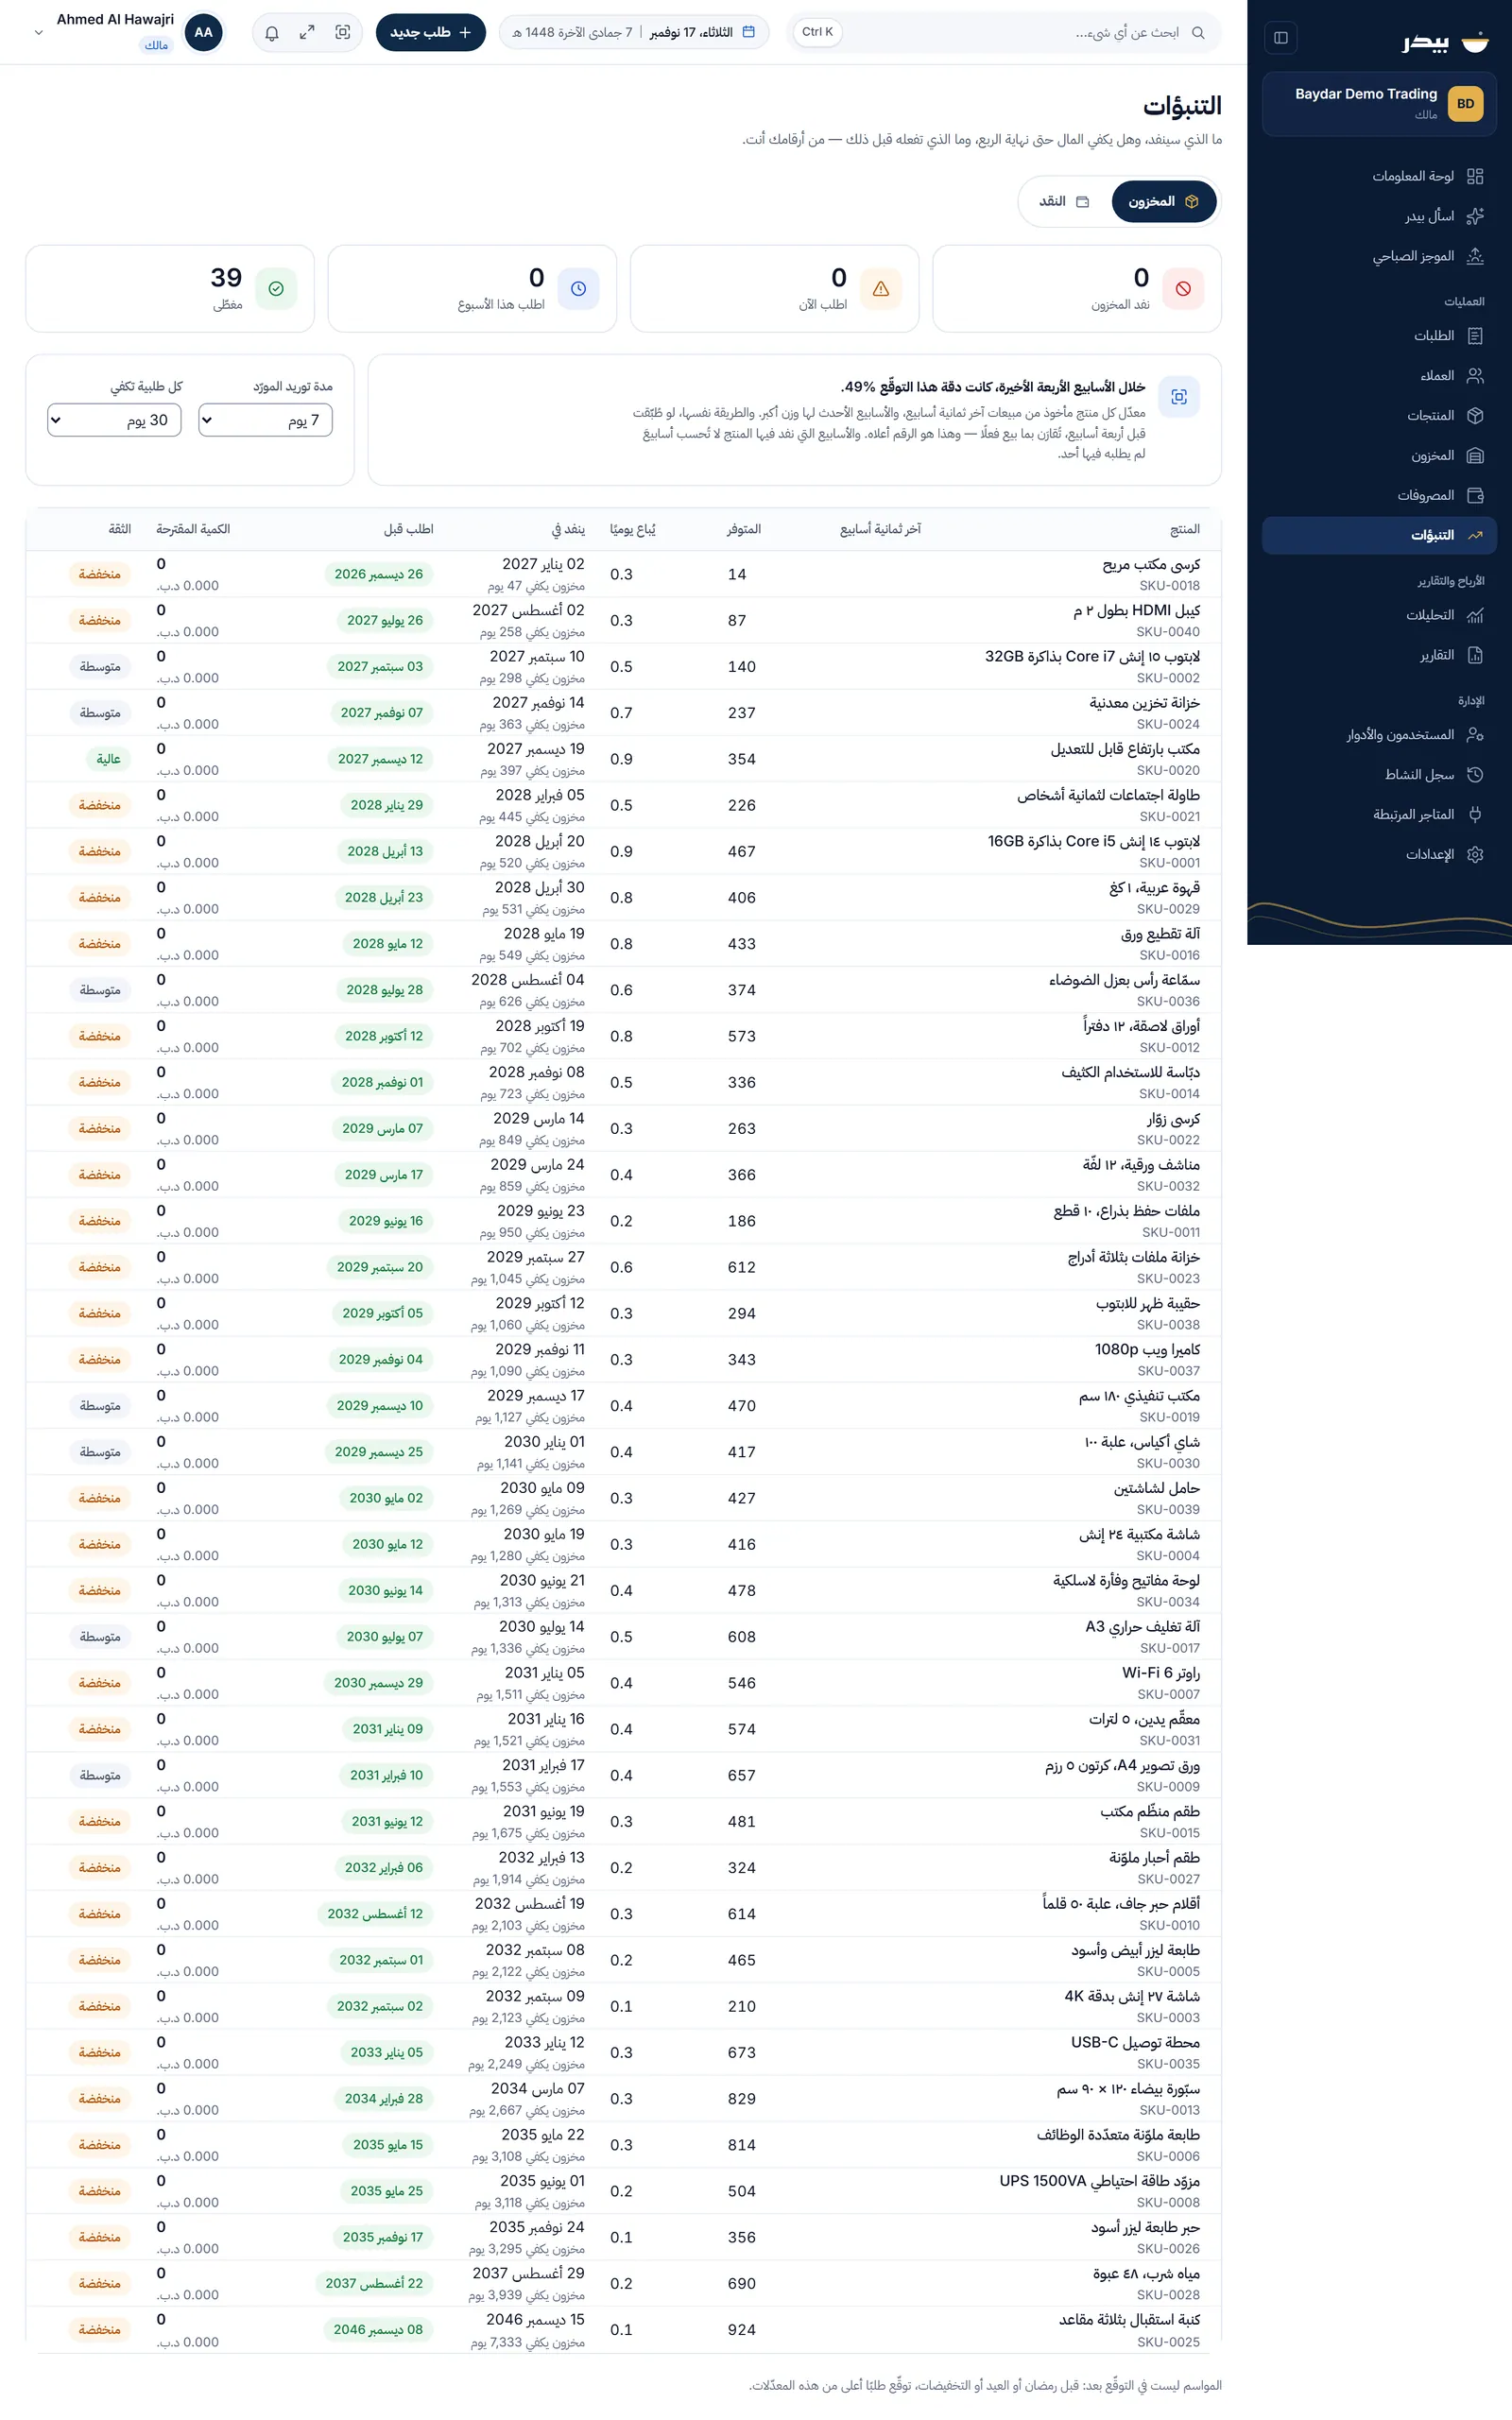 بيدر
BD
Baydar Demo Trading
مالك
لوحة المعلومات
اسأل بيدر
الموجز الصباحي
العمليات
الطلبات
العملاء
المنتجات
المخزون
المصروفات
التنبؤات
الأرباح والتقارير
التحليلات
التقارير
الإدارة
المستخدمون والأدوار
سجل النشاط
المتاجر المرتبطة
الإعدادات
ابحث عن أي شيء...
Ctrl K
الثلاثاء، 17 نوفمبر | 7 جمادى الآخرة 1448 هـ
+ طلب جديد
AA
Ahmed Al Hawajri
مالك
التنبؤات
ما الذي سينفد، وهل يكفي المال حتى نهاية الربع، وما الذي تفعله قبل ذلك — من أرقامك أنت.
المخزون
النقد
0
نفد المخزون
0
اطلب الآن
0
اطلب هذا الأسبوع
39
مغطّى
خلال الأسابيع الأربعة الأخيرة، كانت دقة هذا التوقّع 49%.
معدّل كل منتج مأخوذ من مبيعات آخر ثمانية أسابيع، والأسابيع الأحدث لها وزن أكبر. والطريقة نفسها، لو طُبّقت
قبل أربعة أسابيع، تُقارَن بما بيع فعلًا — وهذا هو الرقم أعلاه. والأسابيع التي نفد فيها المنتج لا تُحسب أسابيعَ
لم يطلبه فيها أحد.
مدة توريد المورّد
7 يوم
كل طلبية تكفي
30 يوم
المنتج آخر ثمانية أسابيع المتوفر يُباع يوميًا ينفد في اطلب قبل الكمية المقترحة الثقة
كرسي مكتب مريح 14 0.3 02 يناير 2027 26 ديسمبر 2026 0 منخفضة
SKU-0018 مخزون يكفي 47 يوم 0.000 د.ب.
كيبل HDMI بطول ٢ م 87 0.3 02 أغسطس 2027 26 يوليو 2027 0 منخفضة
SKU-0040 مخزون يكفي 258 يوم 0.000 د.ب.
لابتوب ١٥ إنش Core i7 بذاكرة 32GB 140 0.5 10 سبتمبر 2027 03 سبتمبر 2027 0 متوسطة
SKU-0002 مخزون يكفي 298 يوم 0.000 د.ب.
خزانة تخزين معدنية 237 0.7 14 نوفمبر 2027 07 نوفمبر 2027 0 متوسطة
SKU-0024 مخزون يكفي 363 يوم 0.000 د.ب.
مكتب بارتفاع قابل للتعديل 354 0.9 19 ديسمبر 2027 12 ديسمبر 2027 0 عالية
SKU-0020 مخزون يكفي 397 يوم 0.000 د.ب.
طاولة اجتماعات لثمانية أشخاص 226 0.5 05 فبراير 2028 29 يناير 2028 0 منخفضة
SKU-0021 مخزون يكفي 445 يوم 0.000 د.ب.
لابتوب ١٤ إنش Core i5 بذاكرة 16GB 467 0.9 20 أبريل 2028 13 أبريل 2028 0 منخفضة
SKU-0001 مخزون يكفي 520 يوم 0.000 د.ب.
قهوة عربية، ١ كغ 406 0.8 30 أبريل 2028 23 أبريل 2028 0 منخفضة
SKU-0029 مخزون يكفي 531 يوم 0.000 د.ب.
آلة تقطيع ورق 433 0.8 19 مايو 2028 12 مايو 2028 0 منخفضة
SKU-0016 مخزون يكفي 549 يوم 0.000 د.ب.
سمّاعة رأس بعزل الضوضاء 374 0.6 04 أغسطس 2028 28 يوليو 2028 0 متوسطة
SKU-0036 مخزون يكفي 626 يوم 0.000 د.ب.
أوراق لاصقة، ١٢ دفتراً 573 0.8 19 أكتوبر 2028 12 أكتوبر 2028 0 منخفضة
SKU-0012 مخزون يكفي 702 يوم 0.000 د.ب.
دبّاسة للاستخدام الكثيف 336 0.5 08 نوفمبر 2028 01 نوفمبر 2028 0 منخفضة
SKU-0014 مخزون يكفي 723 يوم 0.000 د.ب.
كرسي زوّار 263 0.3 14 مارس 2029 07 مارس 2029 0 منخفضة
SKU-0022 مخزون يكفي 849 يوم 0.000 د.ب.
مناشف ورقية، ١٢ لفّة 366 0.4 24 مارس 2029 17 مارس 2029 0 منخفضة
SKU-0032 مخزون يكفي 859 يوم 0.000 د.ب.
ملفات حفظ بذراع، ١٠ قطع 186 0.2 23 يونيو 2029 16 يونيو 2029 0 منخفضة
SKU-0011 مخزون يكفي 950 يوم 0.000 د.ب.
خزانة ملفات بثلاثة أدراج 612 0.6 27 سبتمبر 2029 20 سبتمبر 2029 0 منخفضة
SKU-0023 مخزون يكفي 1,045 يوم 0.000 د.ب.
حقيبة ظهر للابتوب 294 0.3 12 أكتوبر 2029 05 أكتوبر 2029 0 منخفضة
SKU-0038 مخزون يكفي 1,060 يوم 0.000 د.ب.
كاميرا ويب 1080p 343 0.3 11 نوفمبر 2029 04 نوفمبر 2029 0 منخفضة
SKU-0037 مخزون يكفي 1,090 يوم 0.000 د.ب.
مكتب تنفيذي ١٨٠ سم 470 0.4 17 ديسمبر 2029 10 ديسمبر 2029 0 متوسطة
SKU-0019 مخزون يكفي 1,127 يوم 0.000 د.ب.
شاي أكياس، علبة ١٠٠ 417 0.4 01 يناير 2030 25 ديسمبر 2029 0 متوسطة
SKU-0030 مخزون يكفي 1,141 يوم 0.000 د.ب.
حامل لشاشتين 427 0.3 09 مايو 2030 02 مايو 2030 0 منخفضة
SKU-0039 مخزون يكفي 1,269 يوم 0.000 د.ب.
شاشة مكتبية ٢٤ إنش 416 0.3 19 مايو 2030 12 مايو 2030 0 منخفضة
SKU-0004 مخزون يكفي 1,280 يوم 0.000 د.ب.
لوحة مفاتيح وفأرة لاسلكية 478 0.4 21 يونيو 2030 14 يونيو 2030 0 منخفضة
SKU-0034 مخزون يكفي 1,313 يوم 0.000 د.ب.
آلة تغليف حراري A3 608 0.5 14 يوليو 2030 07 يوليو 2030 0 متوسطة
SKU-0017 مخزون يكفي 1,336 يوم 0.000 د.ب.
راوتر Wi-Fi 6 546 0.4 05 يناير 2031 29 ديسمبر 2030 0 منخفضة
SKU-0007 مخزون يكفي 1,511 يوم 0.000 د.ب.
معقّم يدين، ٥ لترات 574 0.4 16 يناير 2031 09 يناير 2031 0 منخفضة
SKU-0031 مخزون يكفي 1,521 يوم 0.000 د.ب.
ورق تصوير A4، كرتون ٥ رزم 657 0.4 17 فبراير 2031 10 فبراير 2031 0 متوسطة
SKU-0009 مخزون يكفي 1,553 يوم 0.000 د.ب.
طقم منظّم مكتب 481 0.3 19 يونيو 2031 12 يونيو 2031 0 منخفضة
SKU-0015 مخزون يكفي 1,675 يوم 0.000 د.ب.
طقم أحبار ملوّنة 324 0.2 13 فبراير 2032 06 فبراير 2032 0 منخفضة
SKU-0027 مخزون يكفي 1,914 يوم 0.000 د.ب.
أقلام حبر جاف، علبة ٥٠ قلماً 614 0.3 19 أغسطس 2032 12 أغسطس 2032 0 منخفضة
SKU-0010 مخزون يكفي 2,103 يوم 0.000 د.ب.
طابعة ليزر أبيض وأسود 465 0.2 08 سبتمبر 2032 01 سبتمبر 2032 0 منخفضة
SKU-0005 مخزون يكفي 2,122 يوم 0.000 د.ب.
شاشة ٢٧ إنش بدقة 4K 210 0.1 09 سبتمبر 2032 02 سبتمبر 2032 0 منخفضة
SKU-0003 مخزون يكفي 2,123 يوم 0.000 د.ب.
محطة توصيل USB-C 673 0.3 12 يناير 2033 05 يناير 2033 0 منخفضة
SKU-0035 مخزون يكفي 2,249 يوم 0.000 د.ب.
سبّورة بيضاء ١٢٠ × ٩٠ سم 829 0.3 07 مارس 2034 28 فبراير 2034 0 منخفضة
SKU-0013 مخزون يكفي 2,667 يوم 0.000 د.ب.
طابعة ملوّنة متعدّدة الوظائف 814 0.3 22 مايو 2035 15 مايو 2035 0 منخفضة
SKU-0006 مخزون يكفي 3,108 يوم 0.000 د.ب.
مزوّد طاقة احتياطي UPS 1500VA 504 0.2 01 يونيو 2035 25 مايو 2035 0 منخفضة
SKU-0008 مخزون يكفي 3,118 يوم 0.000 د.ب.
حبر طابعة ليزر أسود 356 0.1 24 نوفمبر 2035 17 نوفمبر 2035 0 منخفضة
SKU-0026 مخزون يكفي 3,295 يوم 0.000 د.ب.
مياه شرب، ٤٨ عبوة 690 0.2 29 أغسطس 2037 22 أغسطس 2037 0 منخفضة
SKU-0028 مخزون يكفي 3,939 يوم 0.000 د.ب.
كنبة استقبال بثلاثة مقاعد 924 0.1 15 ديسمبر 2046 08 ديسمبر 2046 0 منخفضة
SKU-0025 مخزون يكفي 7,333 يوم 0.000 د.ب.
المواسم ليست في التوقّع بعد: قبل رمضان أو العيد أو التخفيضات، توقّع طلبًا أعلى من هذه المعدّلات.